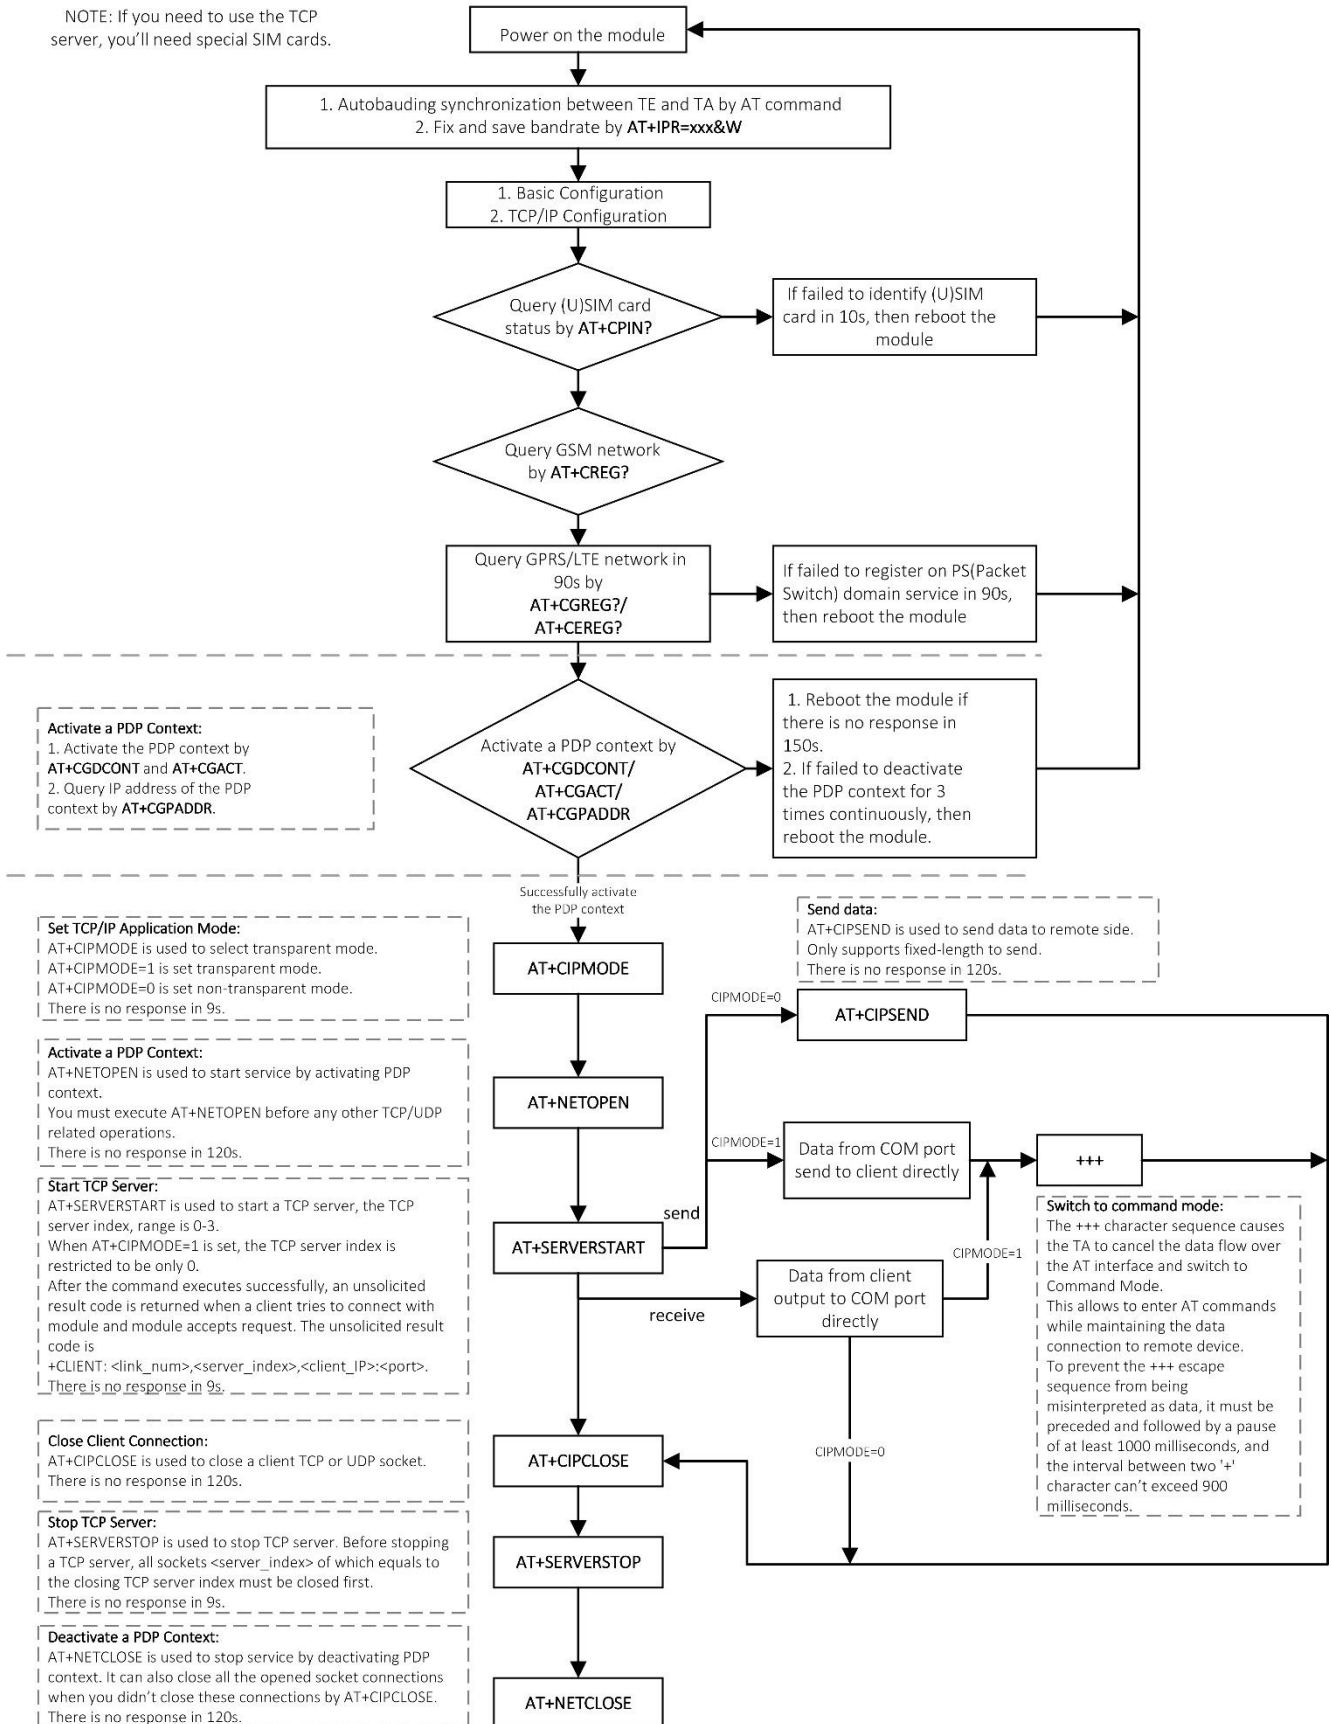 NOTE: If you need to use the TCP
server, you'll need special SIM cards.
Power on the module
1. Autobauding synchronization between TE and TA by AT command
2. Fix and save bandrate by AT+IPR=xxx&W
1. Basic Configuration
2. TCP/IP Configuration
Query (U)SIM card
status by AT+CPIN?
If failed to identify (U)SIM
card in 10s, then reboot the
module
Query GSM network
by AT+CREG?
Query GPRS/LTE network in
90s by
AT+CGREG?/
AT+CEREG?
If failed to register on PS(Packet
Switch) domain service in 90s,
then reboot the module
Activate a PDP Context:
1. Activate the PDP context by
AT+CGDCONT and AT+CGACT.
2. Query IP address of the PDP
context by AT+CGPADDR.
Activate a PDP context by
AT+CGDCONT/
AT+CGACT/
AT+CGPADDR
1. Reboot the module if
there is no response in
150s.
2. If failed to deactivate
the PDP context for 3
times continuously, then
reboot the module.
Successfully activate
the PDP context
Set TCP/IP Application Mode:
AT+CIPMODE is used to select transparent mode.
AT+CIPMODE=1 is set transparent mode.
AT+CIPMODE=0 is set non-transparent mode.
There is no response in 9s.
AT+CIPMODE
Send data:
AT+CIPSEND is used to send data to remote side.
Only supports fixed-length to send.
There is no response in 120s.
CIPMODE=0
AT+CIPSEND
Activate a PDP Context:
AT+NETOPEN is used to start service by activating PDP
context.
You must execute AT+NETOPEN before any other TCP/UDP
related operations.
There is no response in 120s.
AT+NETOPEN
CIPMODE=1
Data from COM port
send to client directly
+++
Start TCP Server:
AT+SERVERSTART is used to start a TCP server, the TCP
server index, range is 0-3.
When AT+CIPMODE=1 is set, the TCP server index is
restricted to be only 0.
After the command executes successfully, an unsolicited
result code is returned when a client tries to connect with
module and module accepts request. The unsolicited result
code is
+CLIENT: <link_num>,<server_index>,<client_IP>:<port>.
There is no response in 9s.
AT+SERVERSTART
send
receive
Data from client
output to COM port
directly
CIPMODE=1
CIPMODE=0
Switch to command mode:
The +++ character sequence causes
the TA to cancel the data flow over
the AT interface and switch to
Command Mode.
This allows to enter AT commands
while maintaining the data
connection to remote device.
To prevent the +++ escape
sequence from being
misinterpreted as data, it must be
preceded and followed by a pause
of at least 1000 milliseconds, and
the interval between two '+'
character can't exceed 900
milliseconds.
Close Client Connection:
AT+CIPCLOSE is used to close a client TCP or UDP socket.
There is no response in 120s.
AT+CIPCLOSE
Stop TCP Server:
AT+SERVERSTOP is used to stop TCP server. Before stopping
a TCP server, all sockets <server_index> of which equals to
the closing TCP server index must be closed first.
There is no response in 9s.
AT+SERVERSTOP
Deactivate a PDP Context:
AT+NETCLOSE is used to stop service by deactivating PDP
context. It can also close all the opened socket connections
when you didn't close these connections by AT+CIPCLOSE.
There is no response in 120s.
AT+NETCLOSE